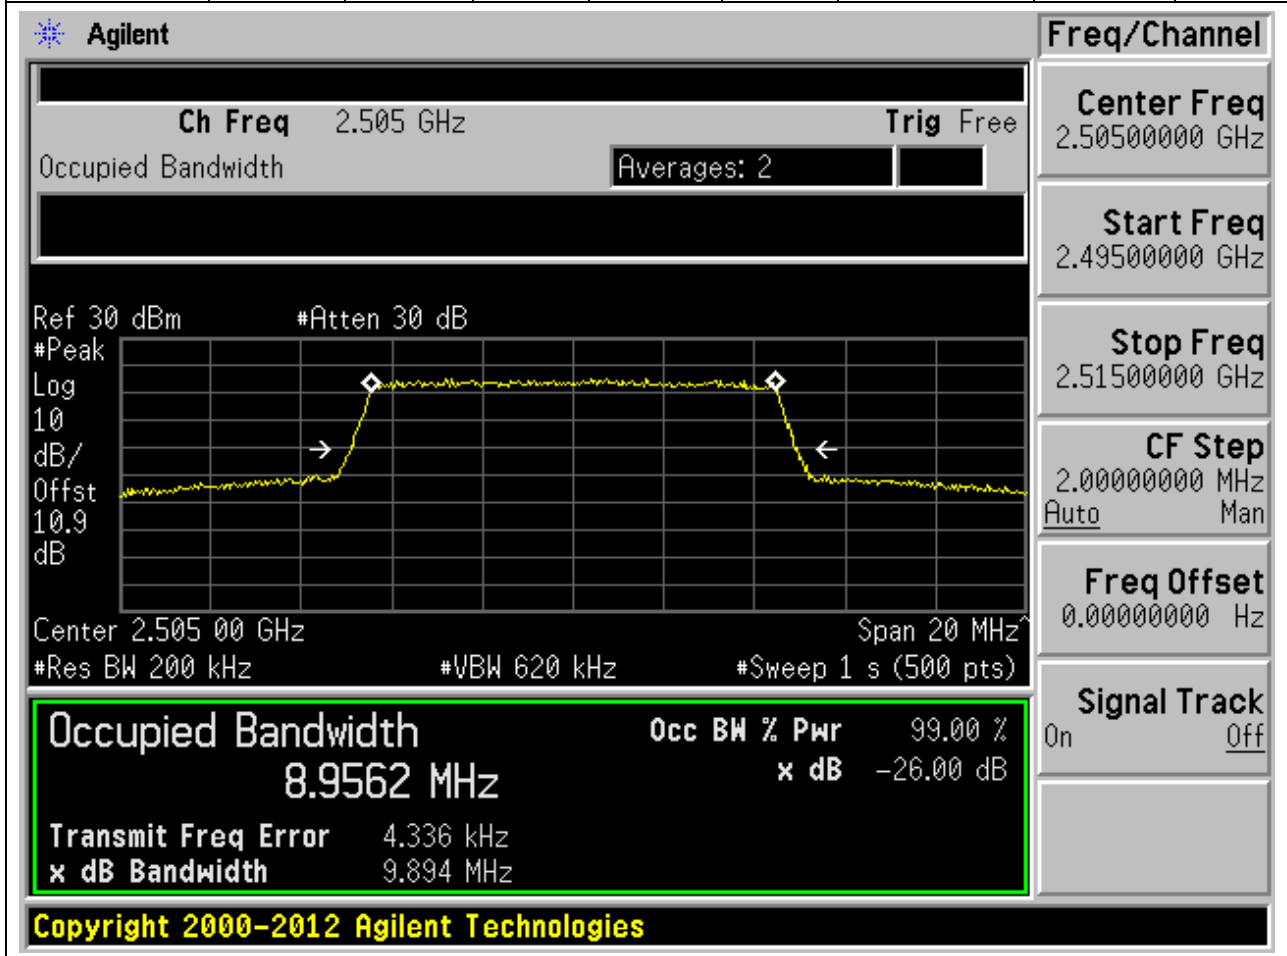 Agilent
Freq/Channel
Ch Freq 2.505 GHz Trig Free
Occupied Bandwidth Averages: 2
Center Freq
2.50500000 GHz
Start Freq
2.49500000 GHz
Stop Freq
2.51500000 GHz
CF Step
2.00000000 MHz
Auto Man
Freq Offset
0.00000000 Hz
Signal Track
On Off
Ref 30 dBm #Atten 30 dB
#Peak
Log
10
dB/
Offst
10.9
dB
Center 2.505 00 GHz Span 20 MHz^
#Res BW 200 kHz #VBW 620 kHz #Sweep 1 s (500 pts)
Occupied Bandwidth
8.9562 MHz
Occ BW % Pwr 99.00 %
x dB -26.00 dB
Transmit Freq Error 4.336 kHz
x dB Bandwidth 9.894 MHz
Copyright 2000-2012 Agilent Technologies